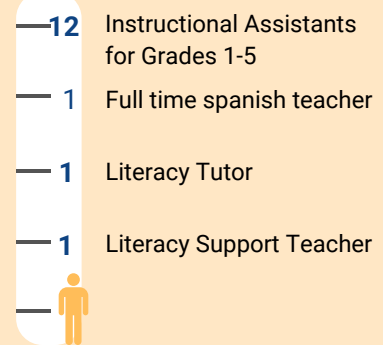 12 Instructional Assistants
for Grades 1-5
1 Full time spanish teacher
1 Literacy Tutor
1 Literacy Support Teacher